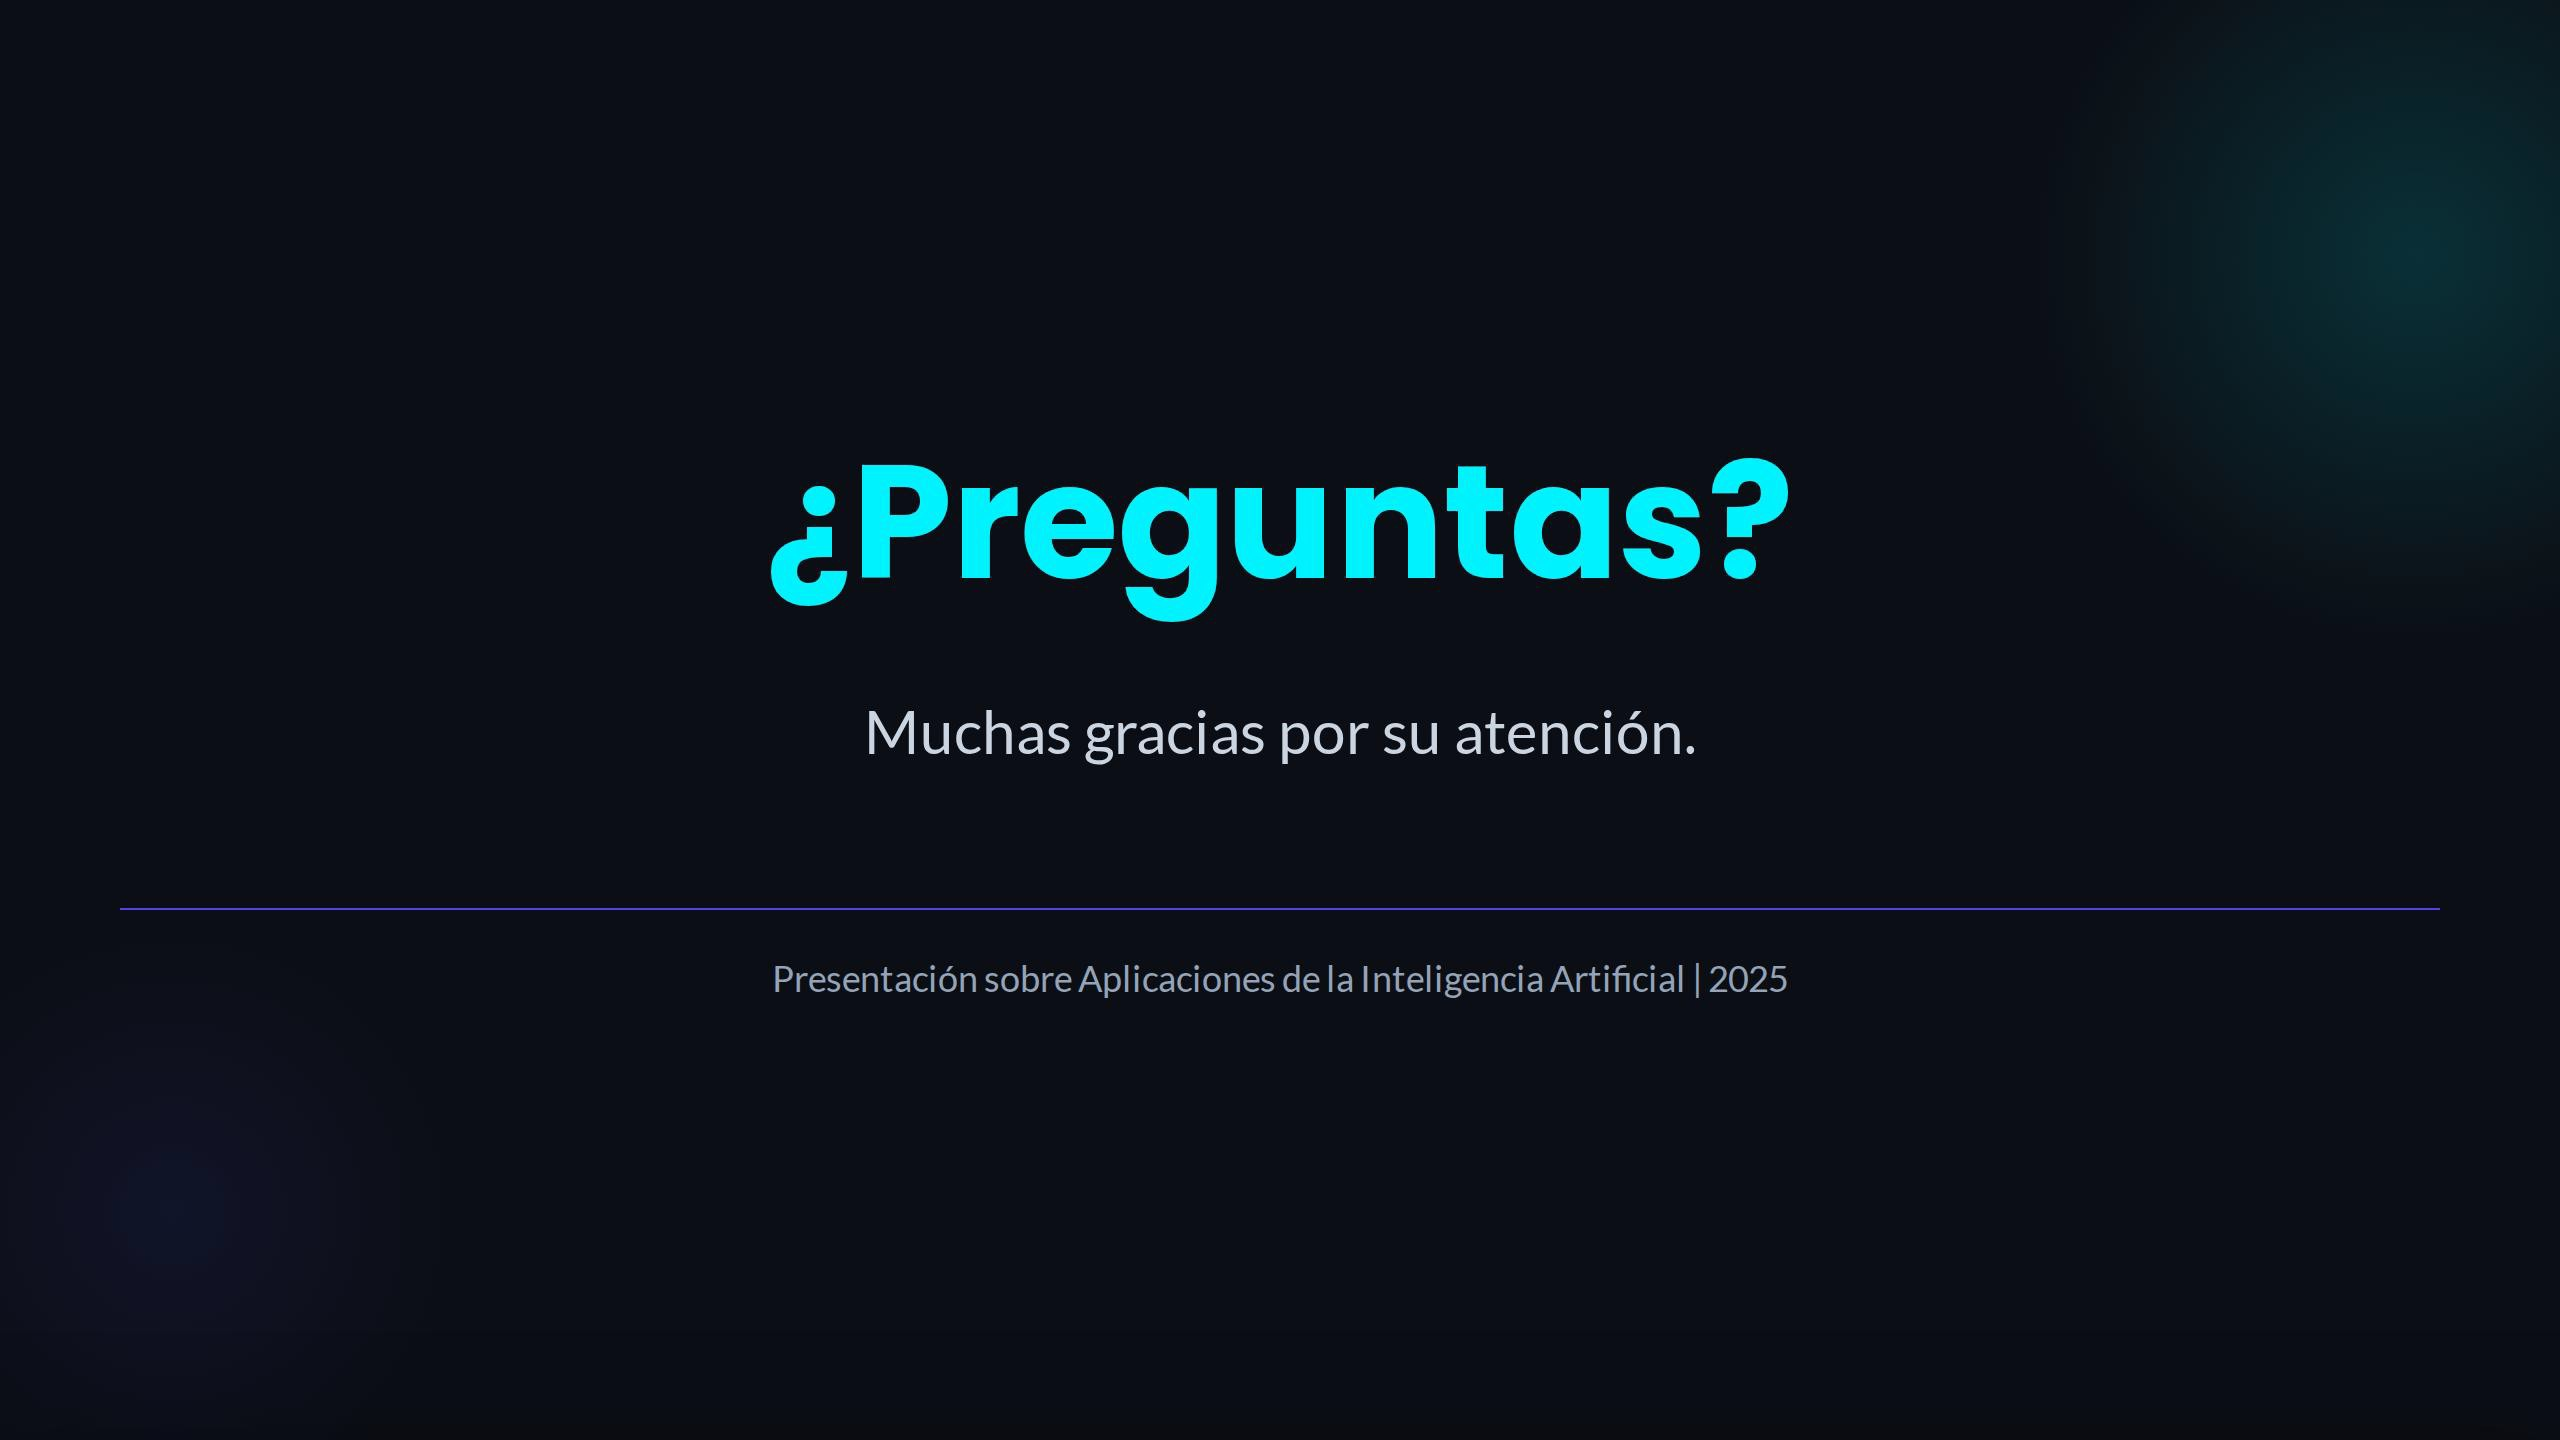 ¿Preguntas?
Muchas gracias por su atención.
Presentación sobre Aplicaciones de la Inteligencia Artificial | 2025